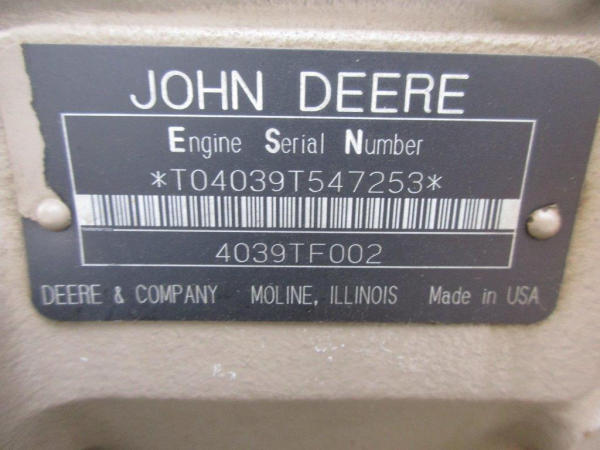 JOHN DEERE
Engine Serial Number
*T04039T547253*
4039TF002
DEERE & COMPANY MOLINE, ILLINOIS Made in USA